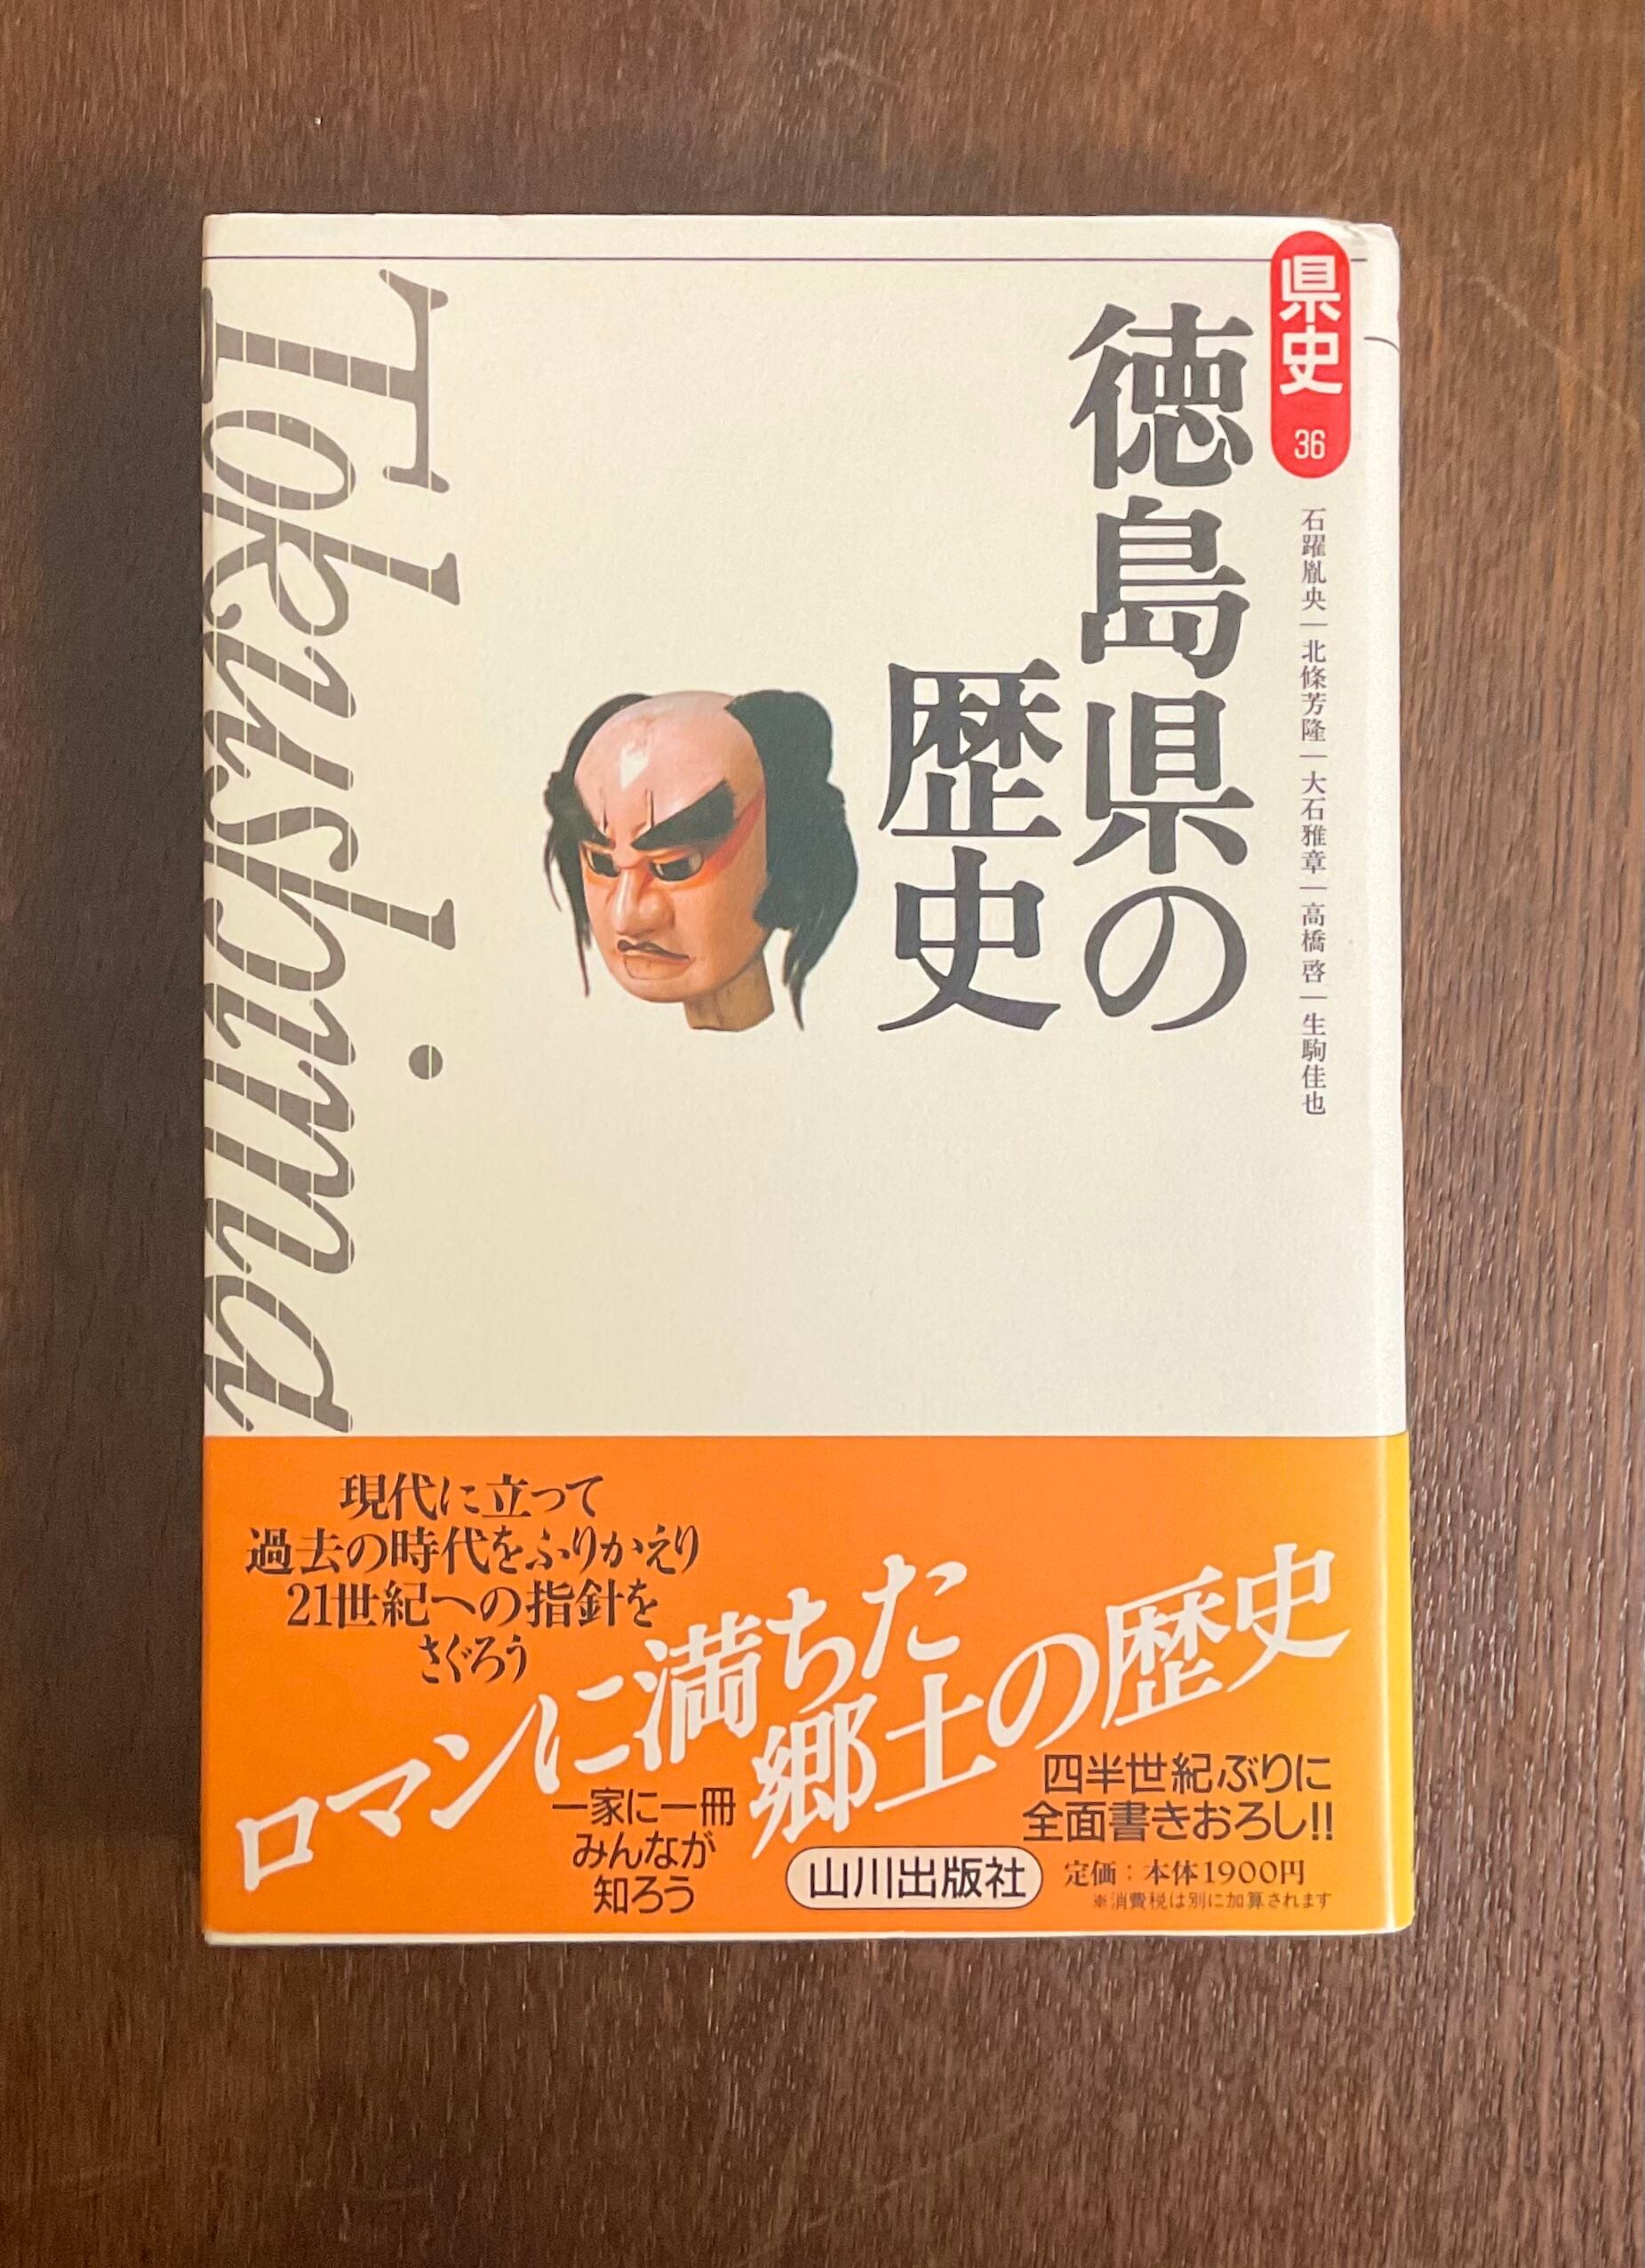 県史
36
石躍胤央|北條芳隆|大石雅章|高橋啓|生駒佳也
徳島県の
歴史
Tokushima
現代に立って
過去の時代をふりかえり
21世紀への指針を
さぐろう
ロマンに満ちた
郷土の歴史
一家に一冊
みんなが
知ろう
四半世紀ぶりに
全面書きおろし!!
山川出版社
定価:本体1900円
※消費税は別に加算されます